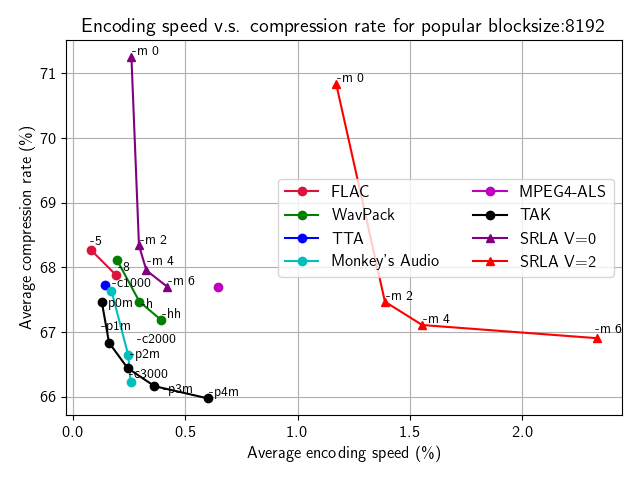 Encoding speed v.s. compression rate for popular blocksize:8192
Average compression rate (%)
71
70
69
68
67
66
-m 0
-m 0
FLAC
MPEG4-ALS
WavPack
TAK
TTA
SRLA V=0
Monkey's Audio
SRLA V=2
-5
-m 2
-m 4
-8
-m 6
-c1000
-m 2
-p0m
-h
-hh
-m 4
-p1m
-m 6
-c2000
-p2m
-c3000
-p3m
-p4m
0.0
0.5
1.0
1.5
2.0
Average encoding speed (%)